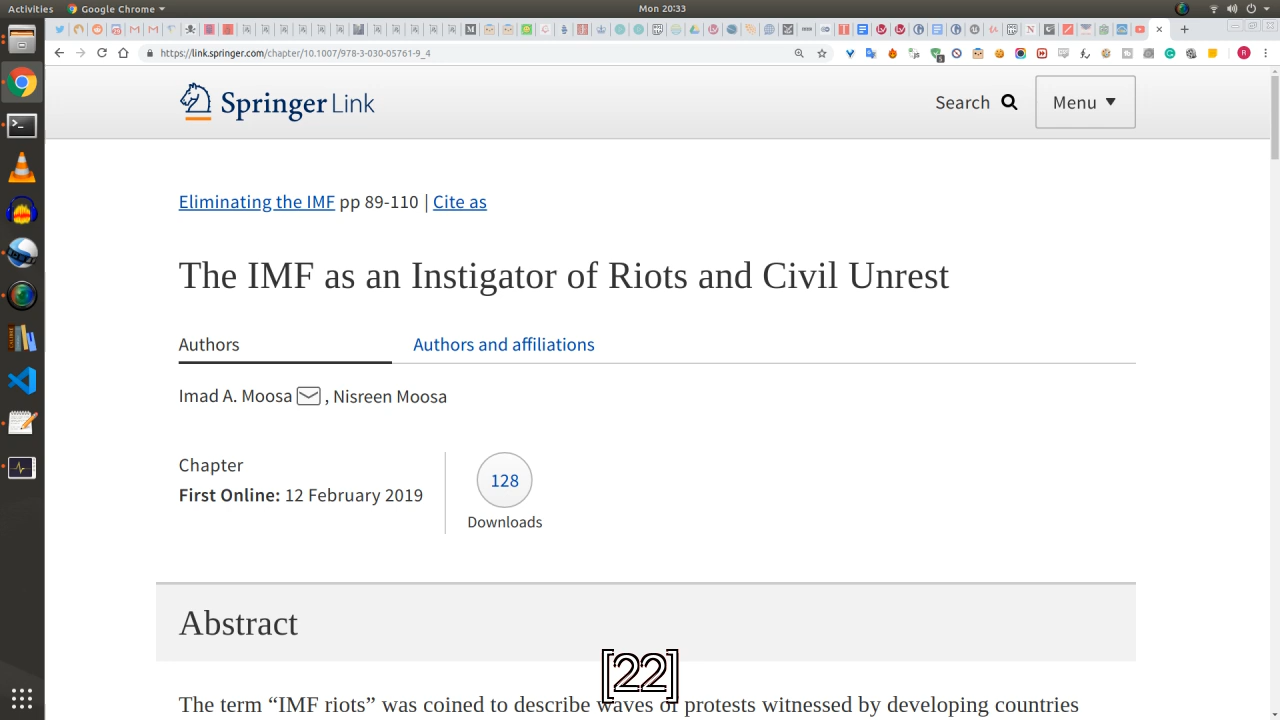 Activities Google Chrome Mon 20:33
https://link.springer.com/chapter/10.1007/978-3-030-05761-9_4
Springer Link Search Menu
Eliminating the IMF pp 89-110 | Cite as
The IMF as an Instigator of Riots and Civil Unrest
Authors Authors and affiliations
Imad A. Moosa , Nisreen Moosa
Chapter
First Online: 12 February 2019
128
Downloads
Abstract
[22]
The term “IMF riots” was coined to describe waves of protests witnessed by developing countries